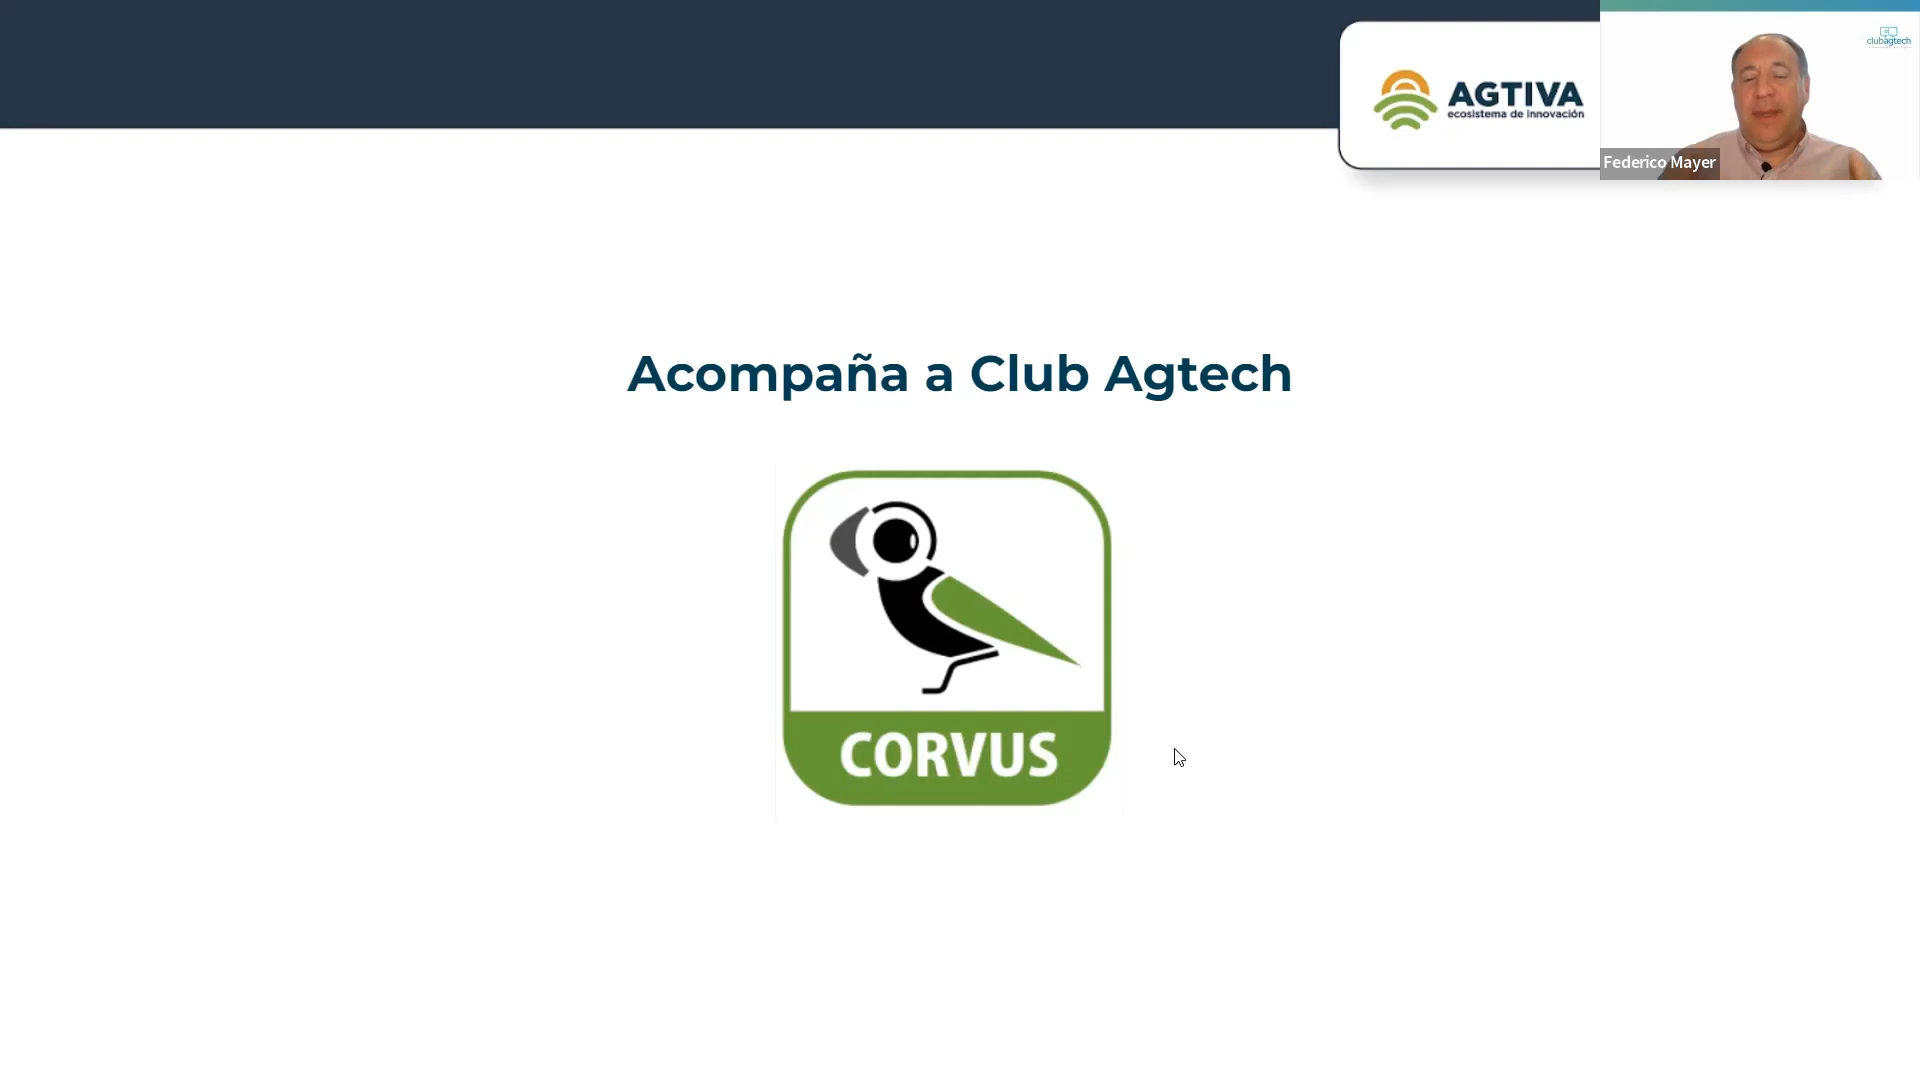 AGTIVA
ecosistema de innovación
clubagtech
Federico Mayer
Acompaña a Club Agtech
CORVUS